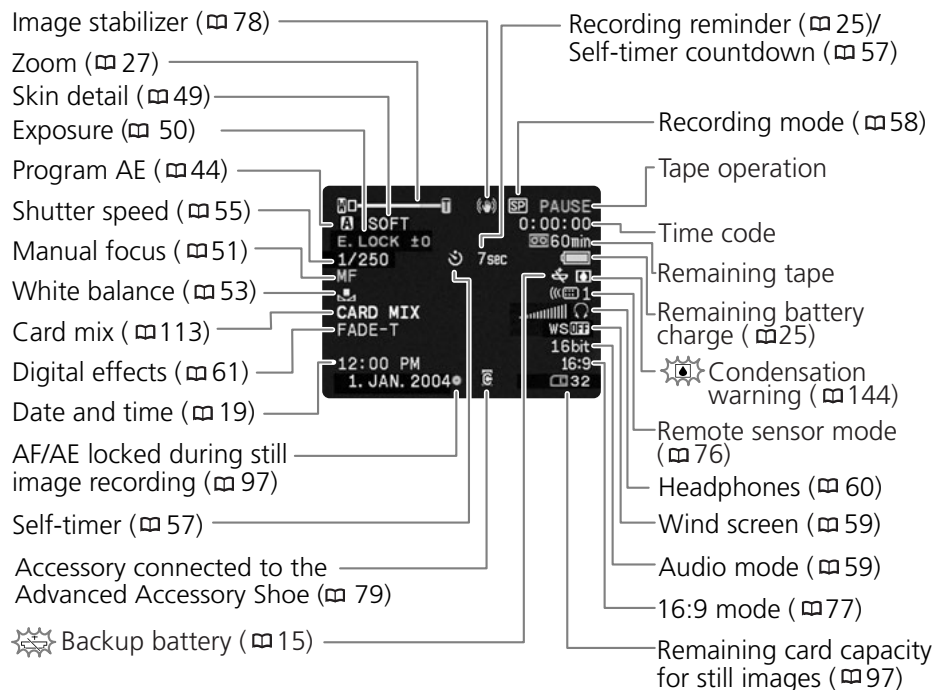 Image stabilizer ( 78)
Zoom ( 27)
Skin detail ( 49)
Exposure ( 50)
Program AE ( 44)
Shutter speed ( 55)
Manual focus ( 51)
White balance ( 53)
Card mix ( 113)
Digital effects ( 61)
Date and time ( 19)
AF/AE locked during still
image recording ( 97)
Self-timer ( 57)
Accessory connected to the
Advanced Accessory Shoe ( 79)
Backup battery ( 15)
W T SP PAUSE
A SOFT 0:00:00
E.LOCK ±0 60min
1/250 7sec
MF
1
CARD MIX
FADE-T WS OFF
16bit
12:00 PM 16:9
1. JAN. 2004 C 32
Recording reminder ( 25)/
Self-timer countdown ( 57)
Recording mode ( 58)
Tape operation
Time code
Remaining tape
Remaining battery
charge ( 25)
Condensation
warning ( 144)
Remote sensor mode
( 76)
Headphones ( 60)
Wind screen ( 59)
Audio mode ( 59)
16:9 mode ( 77)
Remaining card capacity
for still images ( 97)